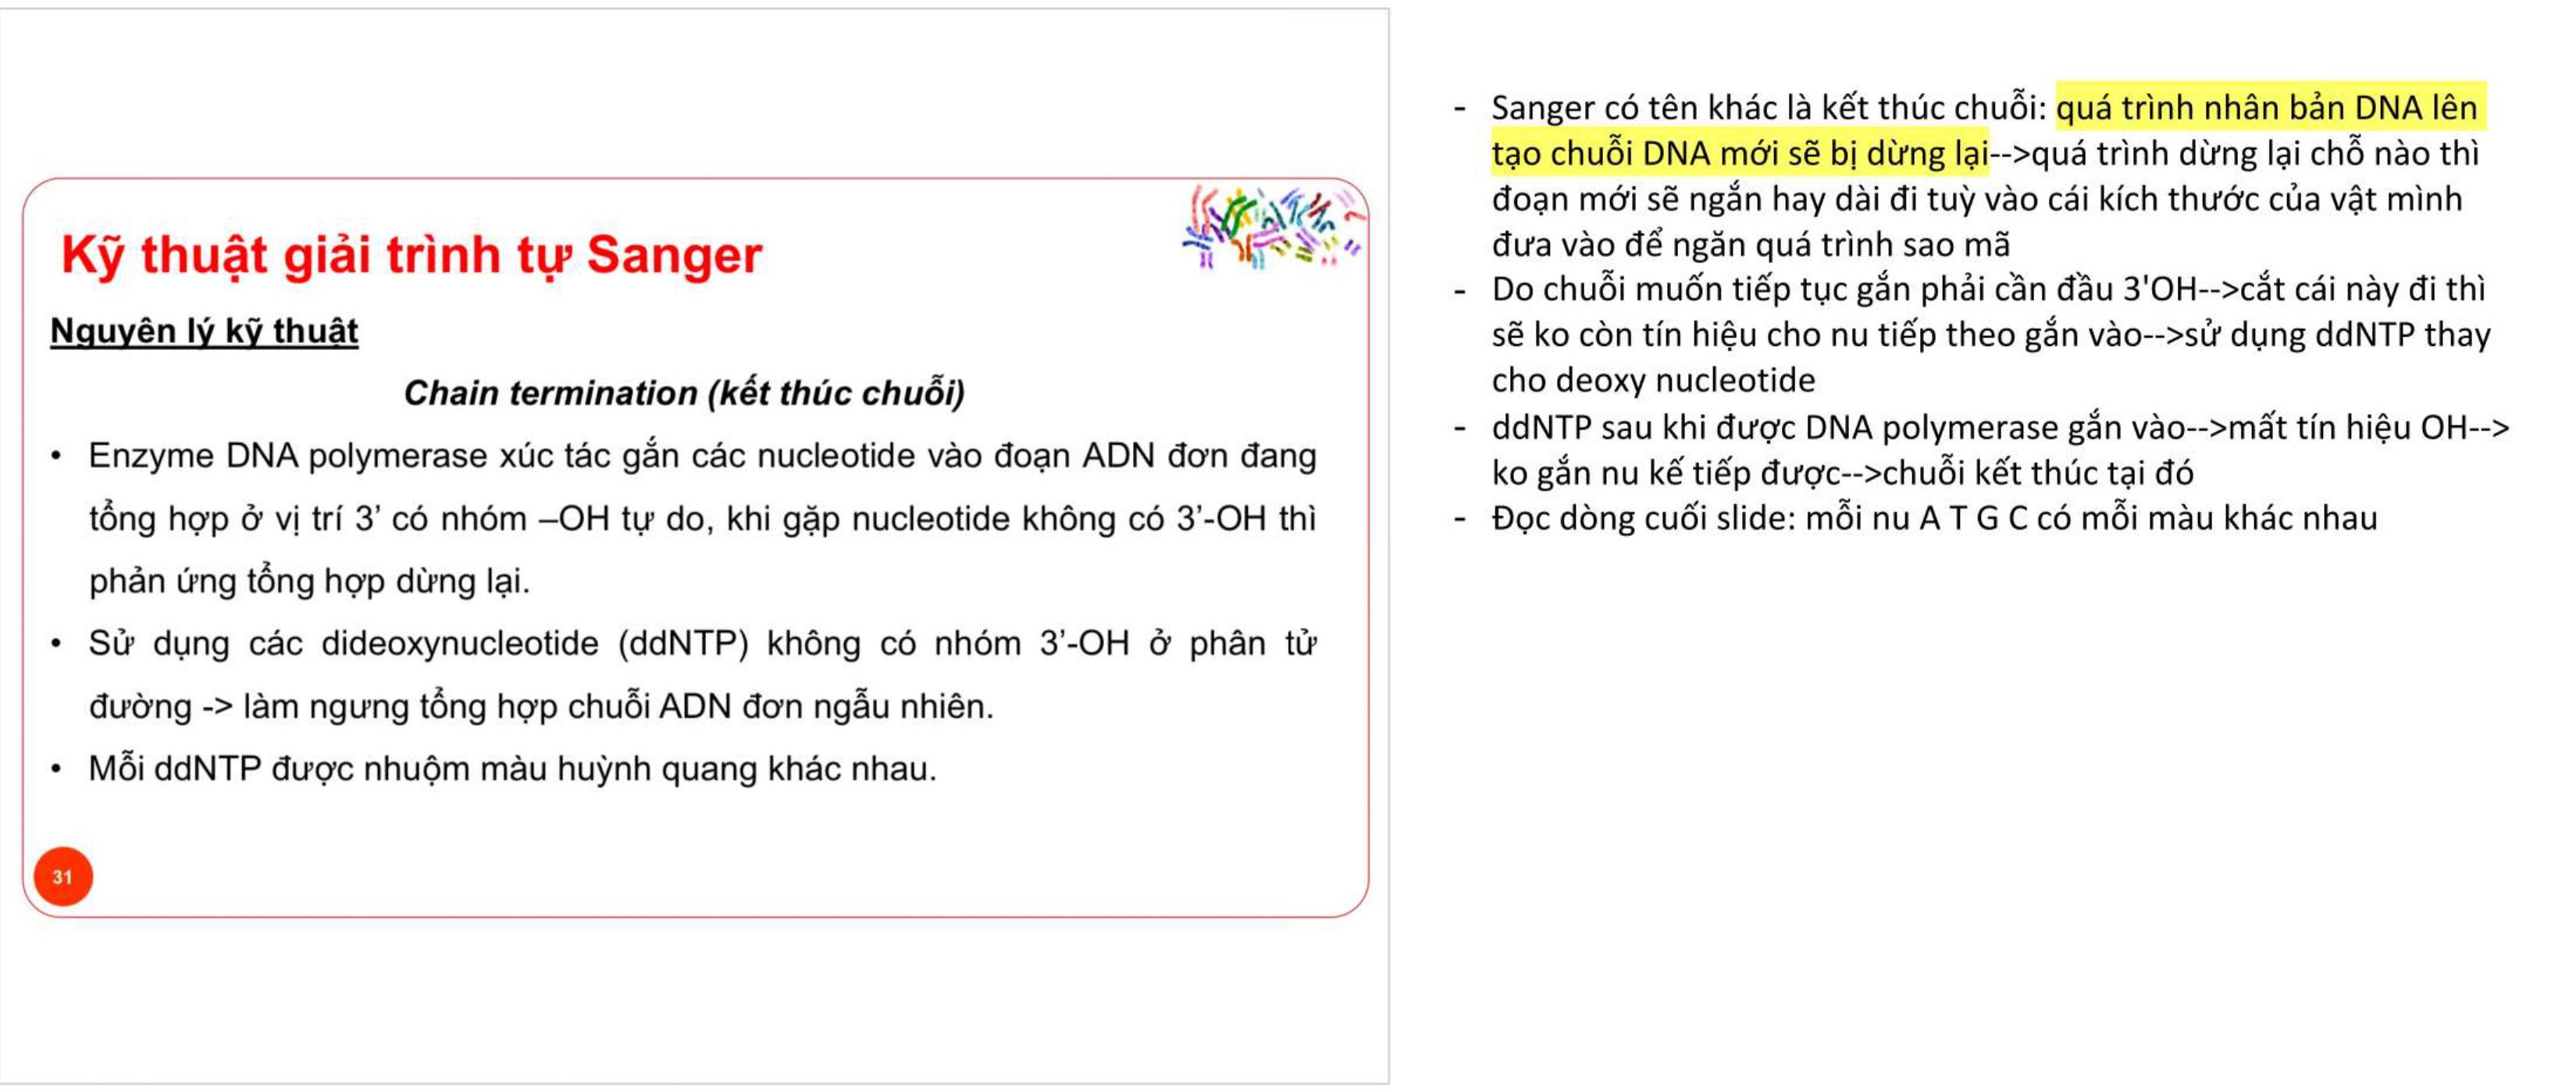 Kỹ thuật giải trình tự Sanger
Nguyên lý kỹ thuật
Chain termination (kết thúc chuỗi)
• Enzyme DNA polymerase xúc tác gắn các nucleotide vào đoạn ADN đơn đang
tổng hợp ở vị trí 3’ có nhóm –OH tự do, khi gặp nucleotide không có 3’-OH thì
phản ứng tổng hợp dừng lại.
• Sử dụng các dideoxynucleotide (ddNTP) không có nhóm 3’-OH ở phân tử
đường -> làm ngưng tổng hợp chuỗi ADN đơn ngẫu nhiên.
• Mỗi ddNTP được nhuộm màu huỳnh quang khác nhau.
31
- Sanger có tên khác là kết thúc chuỗi: quá trình nhân bản DNA lên
tạo chuỗi DNA mới sẽ bị dừng lại-->quá trình dừng lại chỗ nào thì
đoạn mới sẽ ngắn hay dài đi tuỳ vào cái kích thước của vật mình
đưa vào để ngăn quá trình sao mã
- Do chuỗi muốn tiếp tục gắn phải cần đầu 3'OH-->cắt cái này đi thì
sẽ ko còn tín hiệu cho nu tiếp theo gắn vào-->sử dụng ddNTP thay
cho deoxy nucleotide
- ddNTP sau khi được DNA polymerase gắn vào-->mất tín hiệu OH-->
ko gắn nu kế tiếp được-->chuỗi kết thúc tại đó
- Đọc dòng cuối slide: mỗi nu A T G C có mỗi màu khác nhau